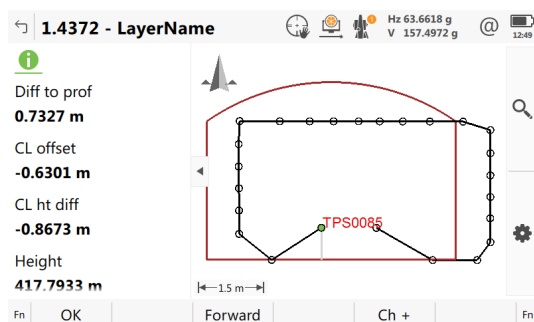 1.4372 - LayerName
Hz 63.6618 g
V 157.4972 g
@
12:49
i
Diff to prof
0.7327 m
CL offset
-0.6301 m
CL ht diff
-0.8673 m
Height
417.7933 m
TPS0085
1.5 m
Fn
OK
Forward
Ch +
Fn